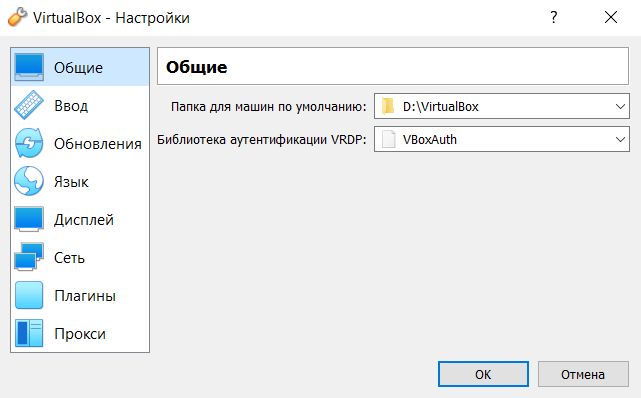 VirtualBox - Настройки
?
Общие
Ввод
Обновления
Язык
Дисплей
Сеть
Плагины
Прокси
Общие
Папка для машин по умолчанию: D:\VirtualBox
Библиотека аутентификации VRDP: VBoxAuth
OK Отмена